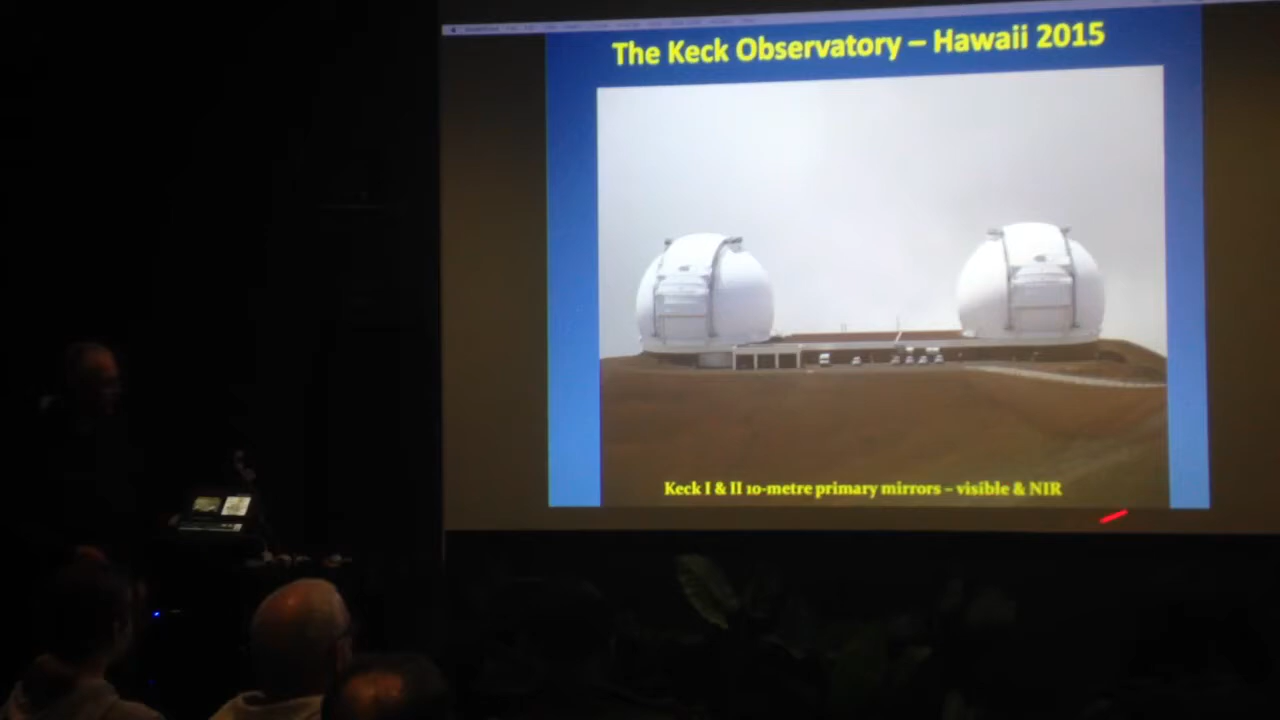 The Keck Observatory – Hawaii 2015
Keck I & II 10-metre primary mirrors – visible & NIR